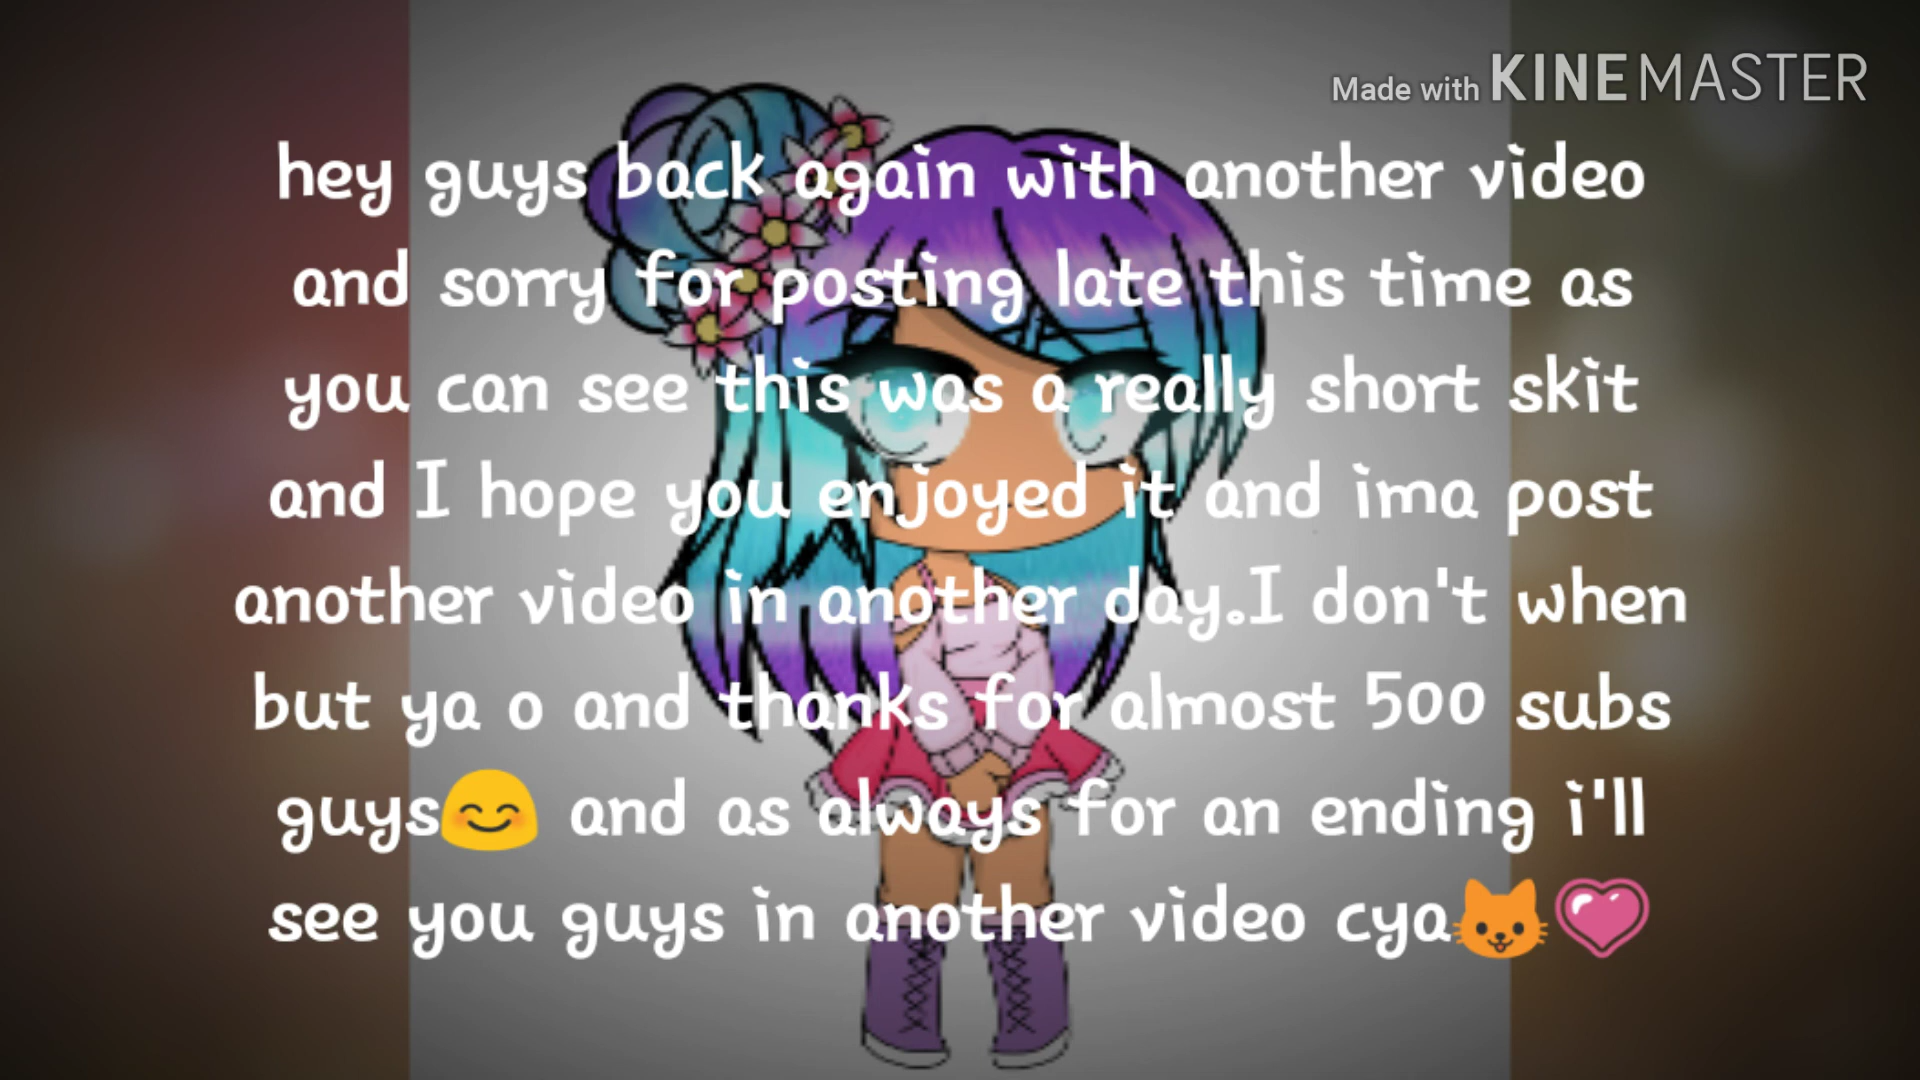 Made with KINEMASTER
hey guys back again with another video
and sorry for posting late this time as
you can see this was a really short skit
and I hope you enjoyed it and ima post
another video in another day.I don't when
but ya o and thanks for almost 500 subs
guys😊 and as always for an ending i'll
see you guys in another video cya🐱💗